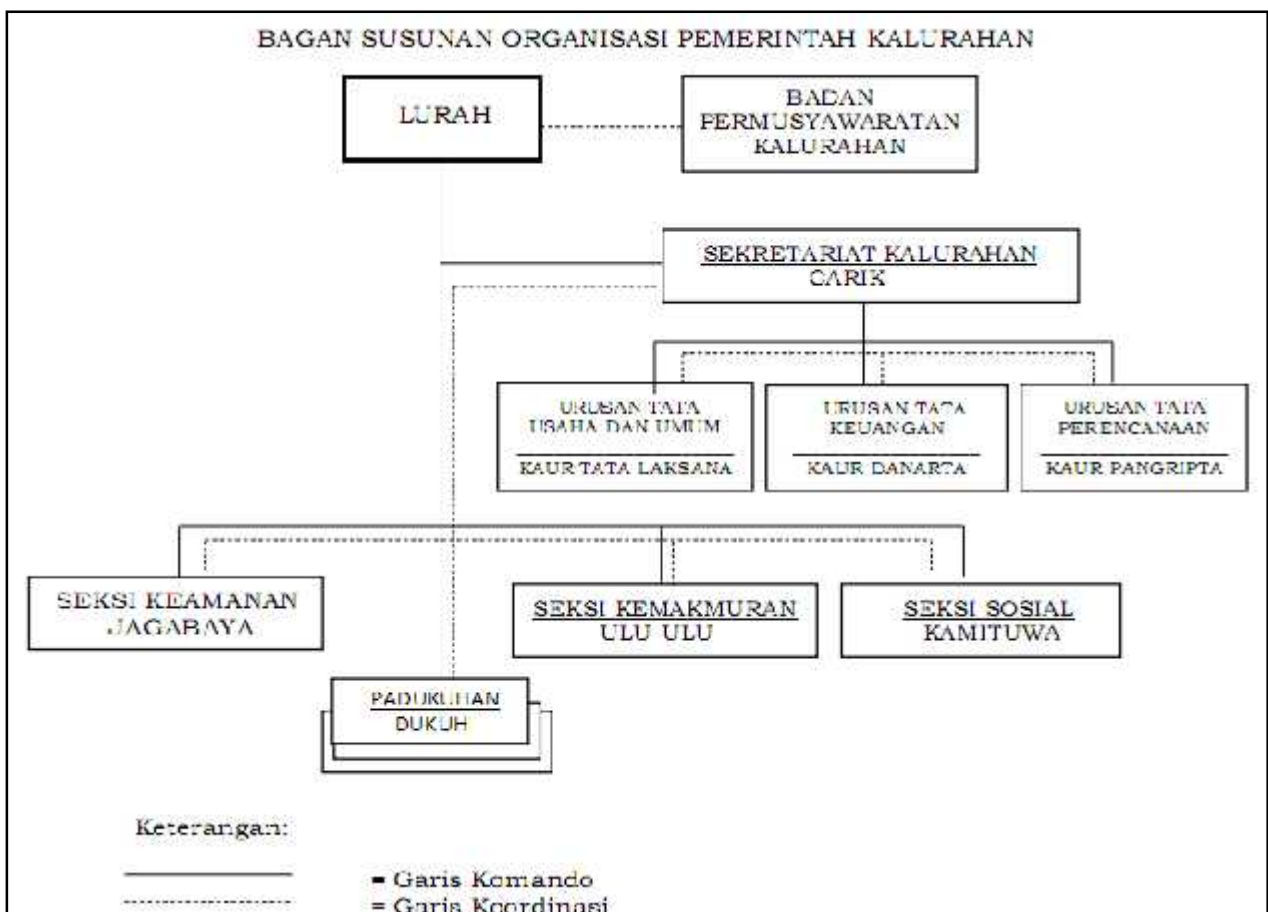 BAGAN SUSUNAN ORGANISASI PEMERINTAH KALURAHAN
LURAH
BADAN
PERMUSYAWARATAN
KALURAHAN
SEKRETARIAT KALURAHAN
CARIK
URUSAN TATA
USAHA DAN UMUM
KAUR TATA LAKSANA
URUSAN TATA
KEUANGAN
KAUR DANARTA
URUSAN TATA
PERENCANAAN
KAUR PANGRIPTA
SEKSI KEAMANAN
JAGABAYA
SEKSI KEMAKMURAN
ULU ULU
SEKSI SOSIAL
KAMITUWA
PADUKUHAN
DUKUH
Keterangan:
= Garis Komando
= Garis Koordinasi